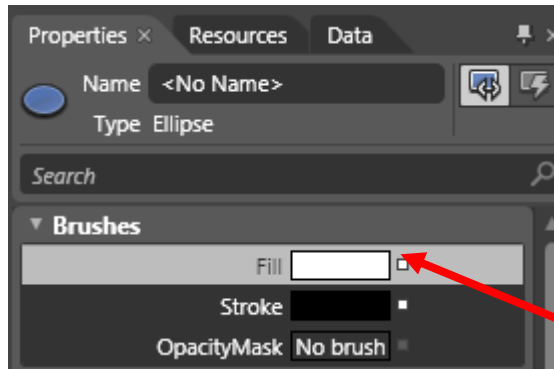 Properties × Resources Data
Name <No Name>
Type Ellipse
Search
Brushes
Fill
Stroke
OpacityMask No brush